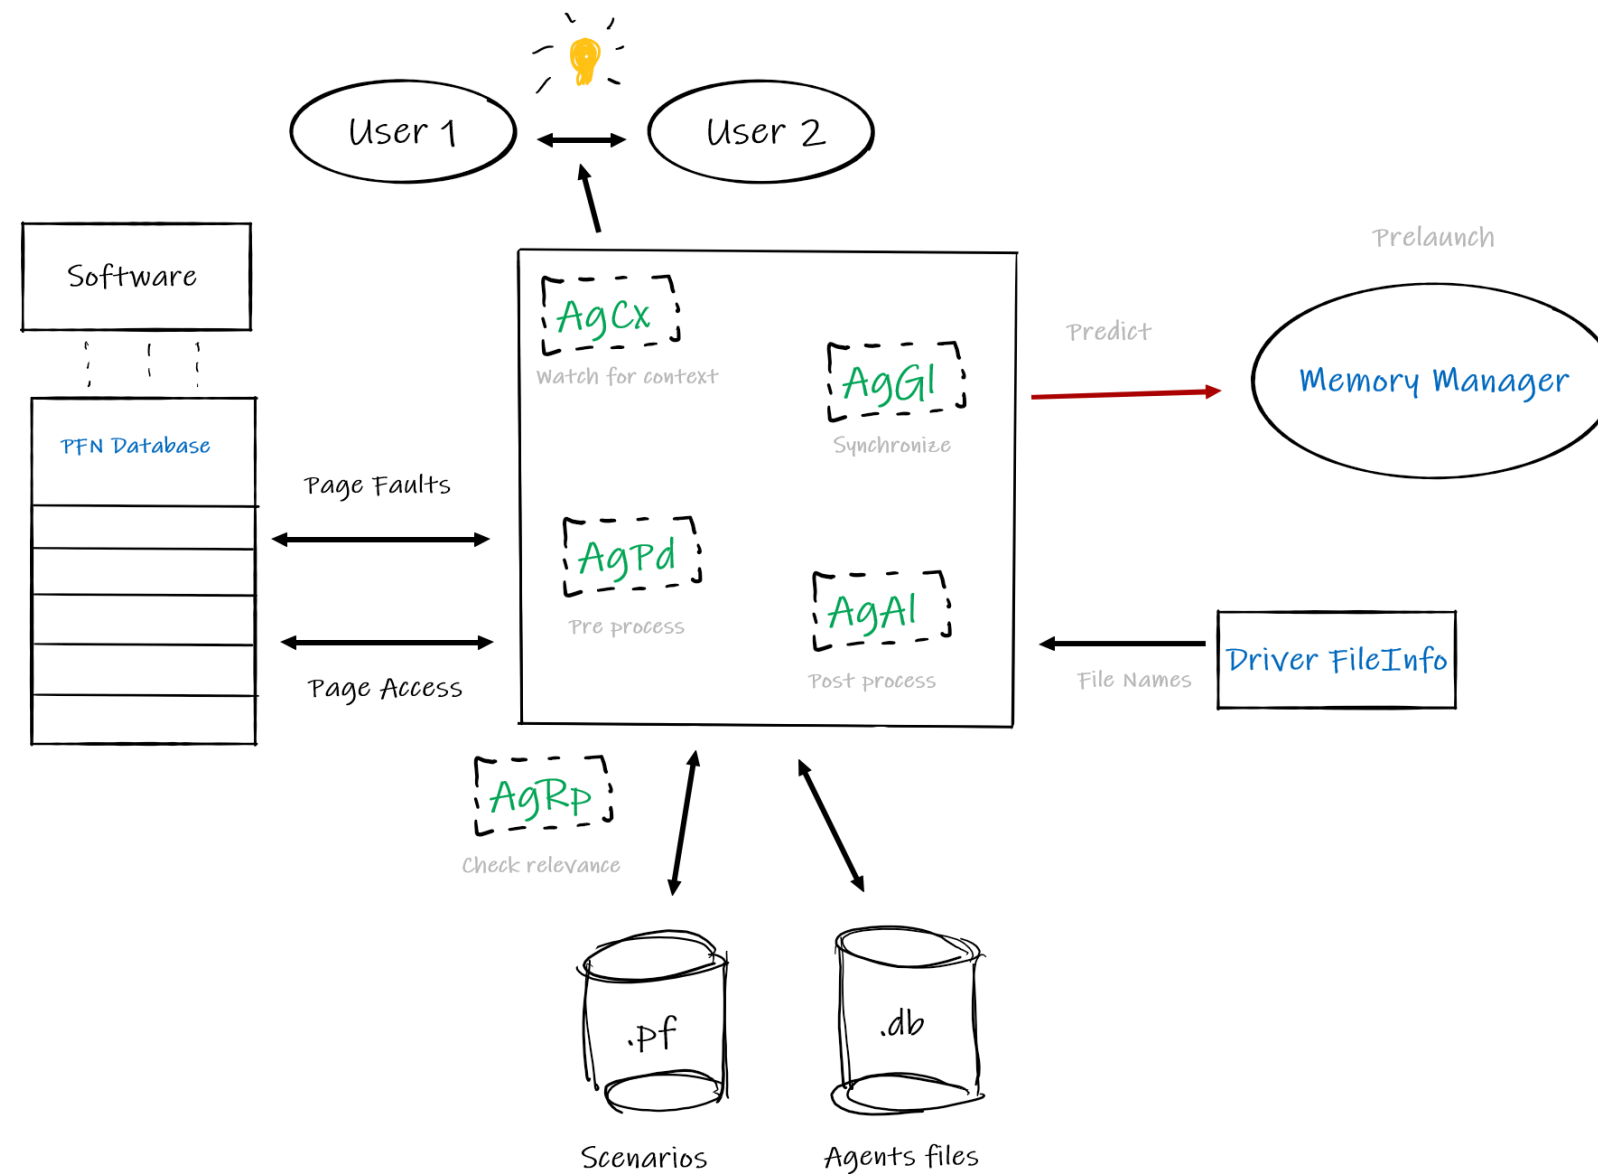 User 1
User 2
Software
Prelaunch
AgCx
Watch for context
AgGl
Synchronize
Predict
Memory Manager
PFN Database
Page Faults
AgPd
Pre process
AgAl
Post process
Page Access
File Names
Driver FileInfo
AgRp
Check relevance
.pf
.db
Scenarios
Agents files